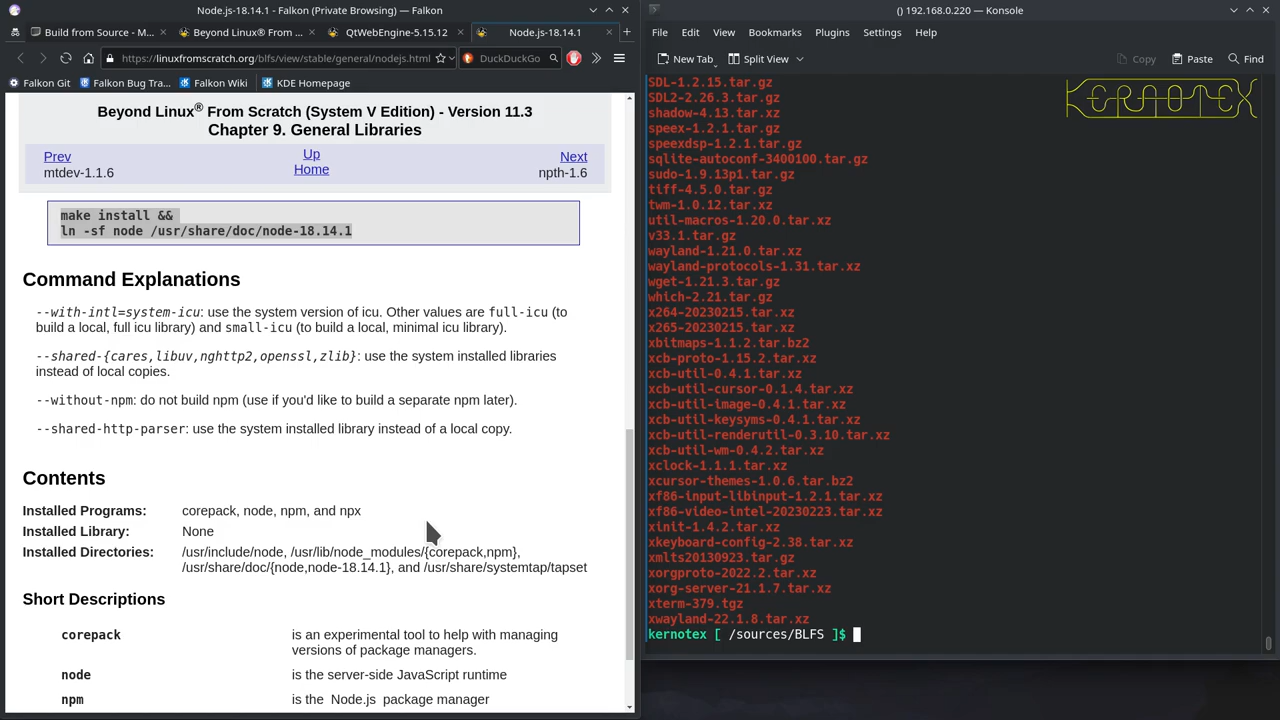 Node.js-18.14.1 - Falkon (Private Browsing) — Falkon
Build from Source - M...
Beyond Linux® From ...
QtWebEngine-5.15.12
Node.js-18.14.1
https://linuxfromscratch.org/blfs/view/stable/general/nodejs.html
DuckDuckGo
Falkon Git
Falkon Bug Tra...
Falkon Wiki
KDE Homepage
Beyond Linux® From Scratch (System V Edition) - Version 11.3
Chapter 9. General Libraries
Prev
Up
Next
mtdev-1.1.6
Home
npth-1.6
make install &&
ln -sf node /usr/share/doc/node-18.14.1
Command Explanations
--with-intl=system-icu: use the system version of icu. Other values are full-icu (to
build a local, full icu library) and small-icu (to build a local, minimal icu library).
--shared-{cares,libuv,nghttp2,openssl,zlib}: use the system installed libraries
instead of local copies.
--without-npm: do not build npm (use if you'd like to build a separate npm later).
--shared-http-parser: use the system installed library instead of a local copy.
Contents
Installed Programs: corepack, node, npm, and npx
Installed Library: None
Installed Directories: /usr/include/node, /usr/lib/node_modules/{corepack,npm},
/usr/share/doc/{node,node-18.14.1}, and /usr/share/systemtap/tapset
Short Descriptions
corepack is an experimental tool to help with managing
versions of package managers.
node is the server-side JavaScript runtime
npm is the Node.js package manager
() 192.168.0.220 — Konsole
File Edit View Bookmarks Plugins Settings Help
New Tab Split View Copy Paste Find
KERNOTEX
SDL-1.2.15.tar.gz
SDL2-2.26.3.tar.gz
shadow-4.13.tar.xz
speex-1.2.1.tar.gz
speexdsp-1.2.1.tar.gz
sqlite-autoconf-3400100.tar.gz
sudo-1.9.13p1.tar.gz
tiff-4.5.0.tar.gz
twm-1.0.12.tar.xz
util-macros-1.20.0.tar.xz
v33.1.tar.gz
wayland-1.21.0.tar.xz
wayland-protocols-1.31.tar.xz
wget-1.21.3.tar.gz
which-2.21.tar.gz
x264-20230215.tar.xz
x265-20230215.tar.xz
xbitmaps-1.1.2.tar.bz2
xcb-proto-1.15.2.tar.xz
xcb-util-0.4.1.tar.xz
xcb-util-cursor-0.1.4.tar.xz
xcb-util-image-0.4.1.tar.xz
xcb-util-keysyms-0.4.1.tar.xz
xcb-util-renderutil-0.3.10.tar.xz
xcb-util-wm-0.4.2.tar.xz
xclock-1.1.1.tar.xz
xcursor-themes-1.0.6.tar.bz2
xf86-input-libinput-1.2.1.tar.xz
xf86-video-intel-20230223.tar.xz
xinit-1.4.2.tar.xz
xkeyboard-config-2.38.tar.xz
xmlts20130923.tar.gz
xorgproto-2022.2.tar.xz
xorg-server-21.1.7.tar.xz
xterm-379.tgz
xwayland-22.1.8.tar.xz
kernotex [ /sources/BLFS ]$